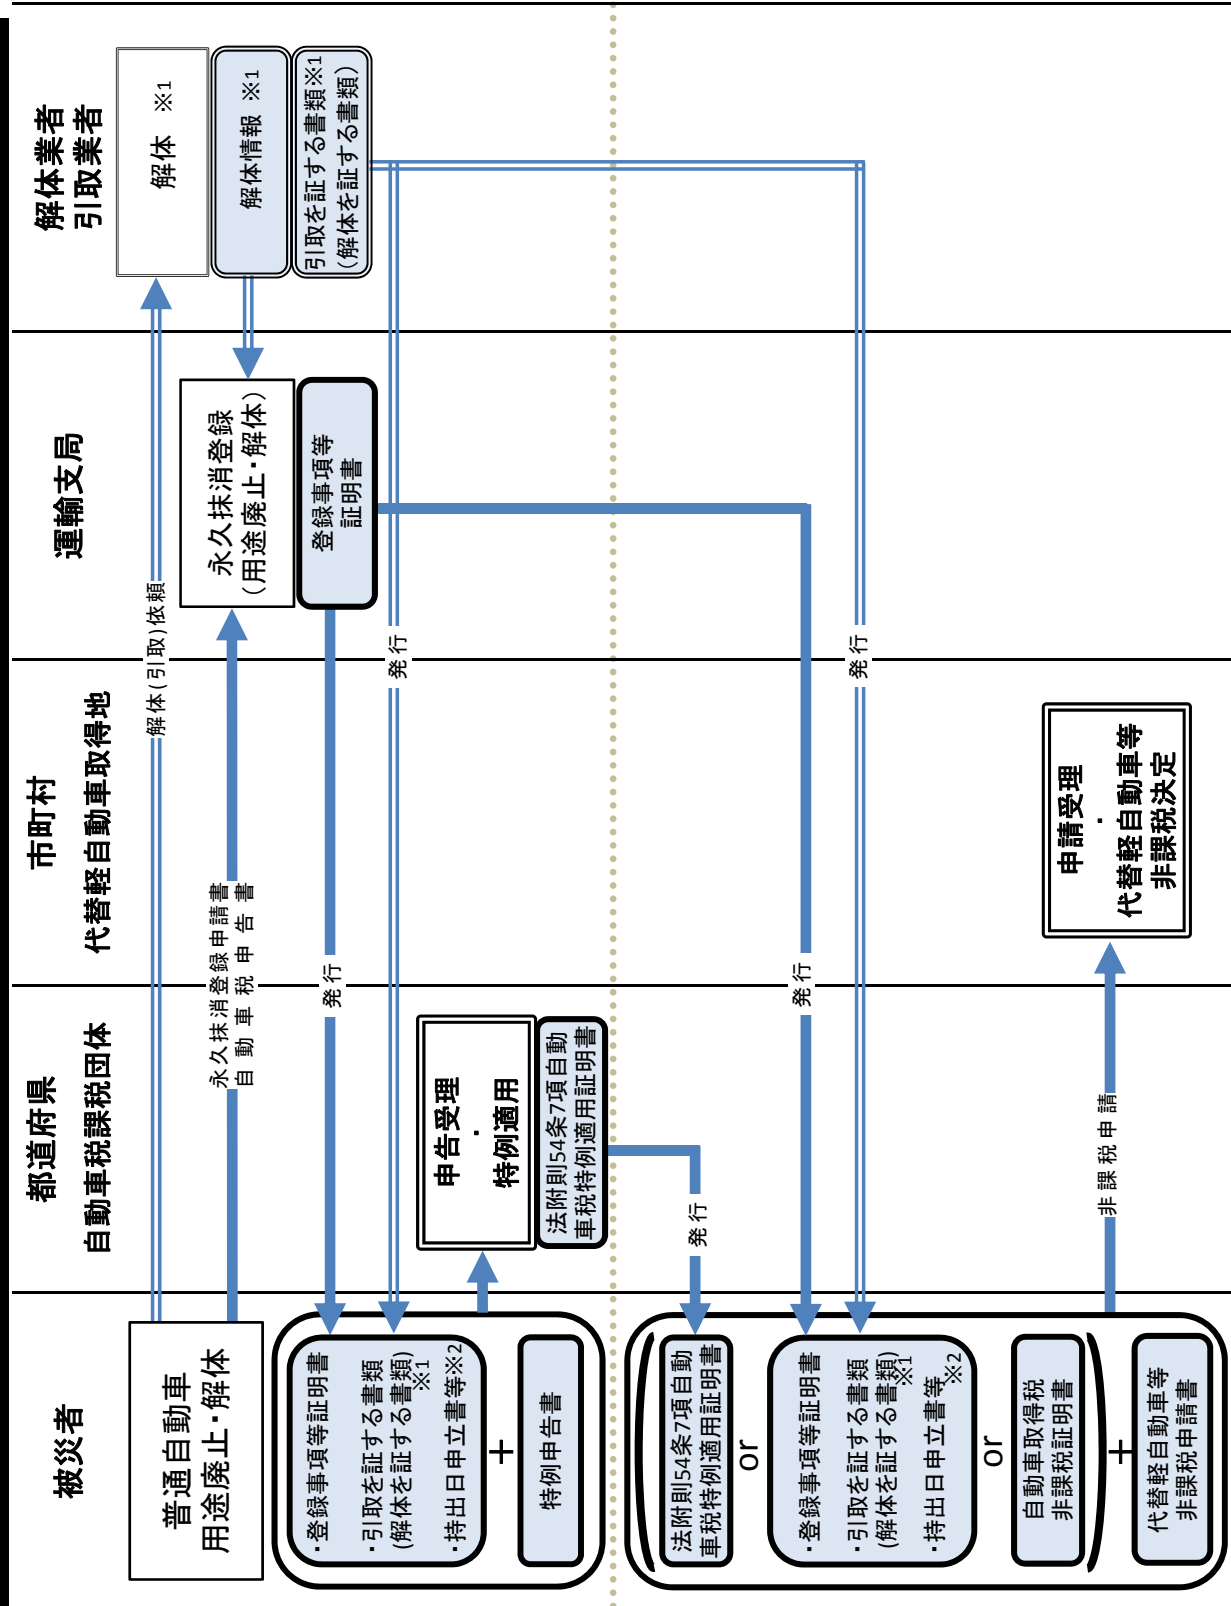 被災者
都道府県
自動車税課税団体
市町村
代替軽自動車取得地
運輸支局
解体業者
引取業者
普通自動車
用途廃止・解体
解体(引取)依頼
解体 ※1
解体情報 ※1
引取を証する書類※1
（解体を証する書類）
永久抹消登録申請書
自動車税申告書
永久抹消登録
（用途廃止・解体）
登録事項等
証明書
発行
発行
・登録事項等証明書
・引取を証する書類
(解体を証する書類)
※1
・持出日申立書等※2
＋
特例申告書
申告受理
・
特例適用
法附則54条7項自動
車税特例適用証明書
発行
発行
発行
法附則54条7項自動
車税特例適用証明書
or
・登録事項等証明書
・引取を証する書類
(解体を証する書類)
※1
・持出日申立書等
※2
or
自動車取得税
非課税証明書
＋
代替軽自動車等
非課税申請書
非課税申請
申請受理
・
代替軽自動車等
非課税決定